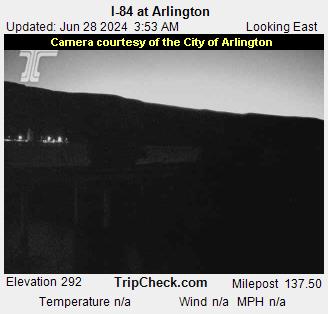 I-84 at Arlington
Updated: Jun 28 2024 3:53 AM Looking East
Camera courtesy of the City of Arlington
Elevation 292 TripCheck.com Milepost 137.50
Temperature n/a Wind n/a MPH n/a